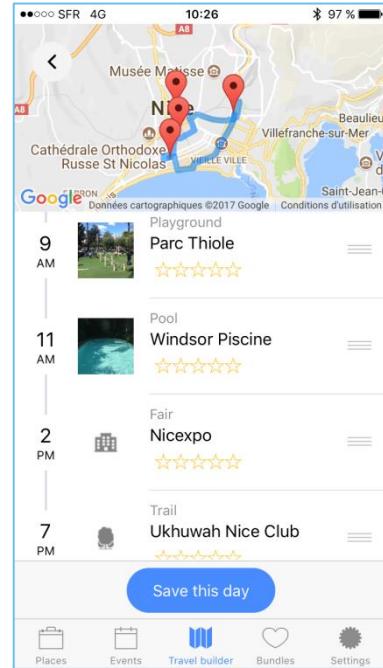 SFR 4G 10:26 97 %
A8
Musée Matisse
A8
Nice
Beaulieu
Villefranche-sur-Mer
Cathédrale Orthodoxe
Russe St Nicolas
VIEILLE VILLE
Saint-Jean-
Google Données cartographiques ©2017 Google Conditions d'utilisation
Playground
9 AM
Parc Thiole
Pool
11 AM
Windsor Piscine
Fair
2 PM
Nicexpo
Trail
7 PM
Ukhuwah Nice Club
Save this day
Places Events Travel builder Bundles Settings